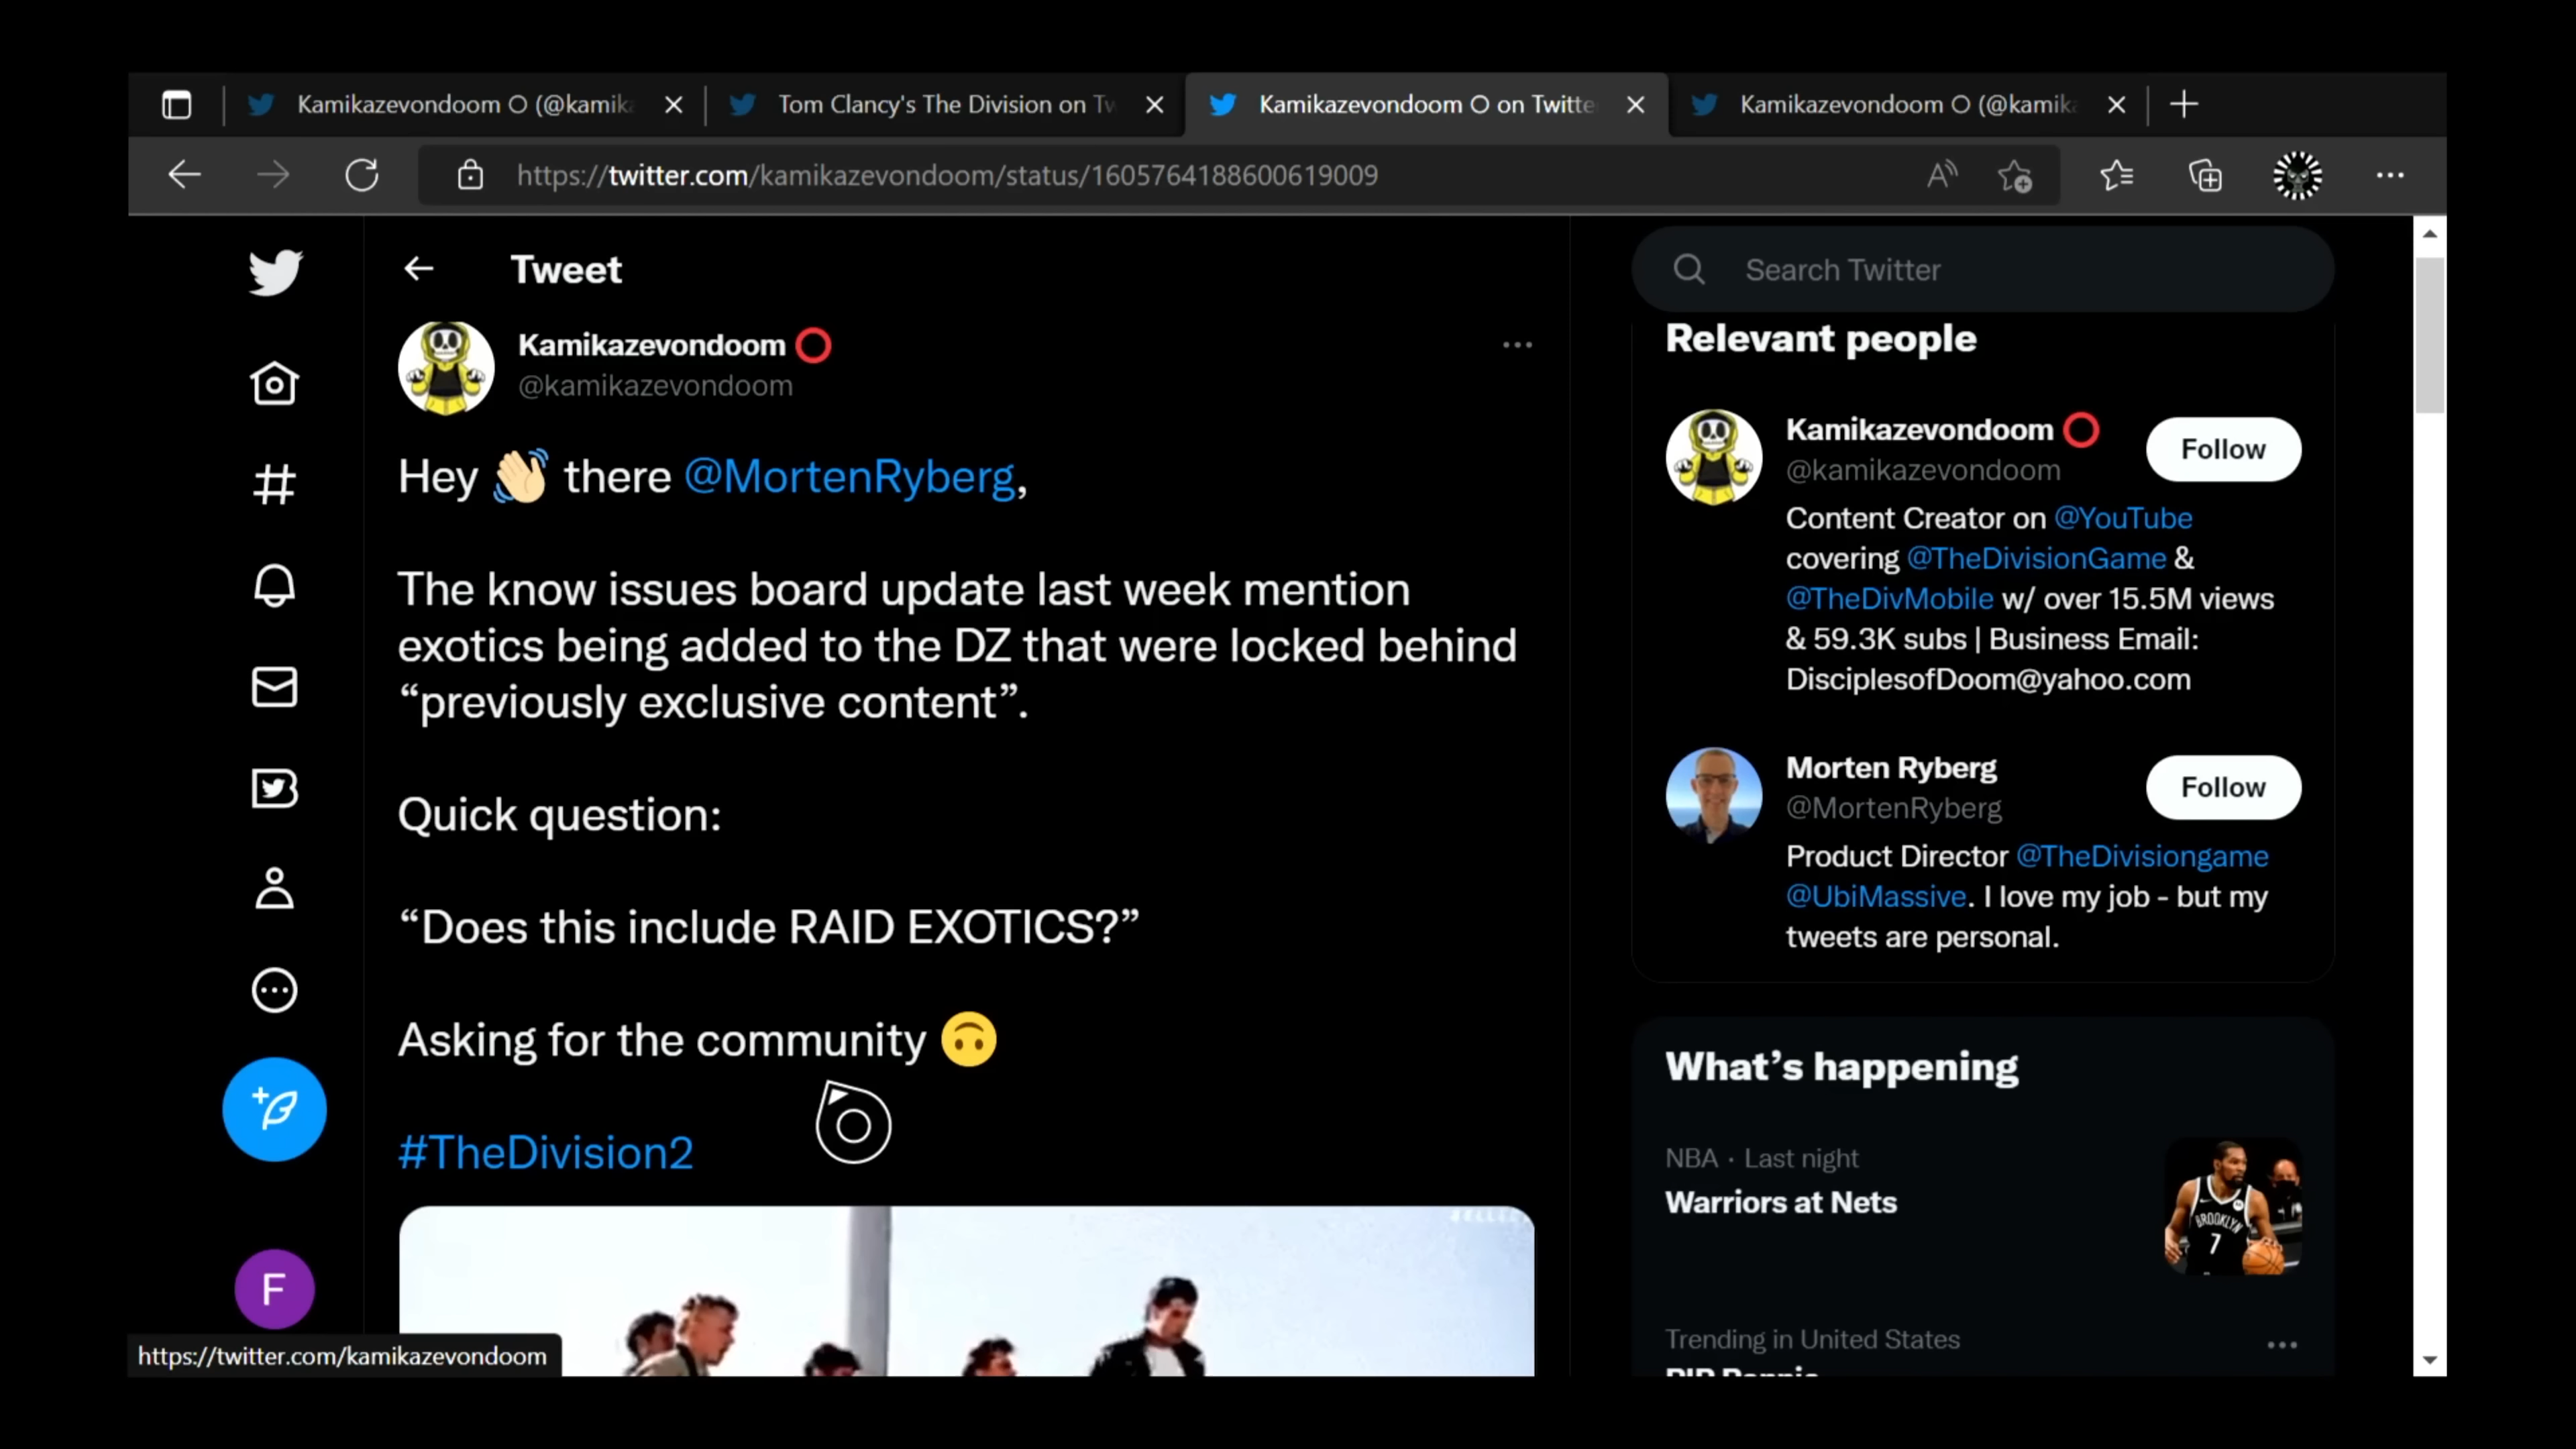 Kamikazevondoom O (@kamik
Tom Clancy's The Division on Tw
Kamikazevondoom O on Twitte
Kamikazevondoom O (@kamik
https://twitter.com/kamikazevondoom/status/1605764188600619009
Tweet
Kamikazevondoom ⭕
@kamikazevondoom
Hey 👋🏻 there @MortenRyberg,
The know issues board update last week mention
exotics being added to the DZ that were locked behind
“previously exclusive content”.
Quick question:
“Does this include RAID EXOTICS?”
Asking for the community 🙃
#TheDivision2
F
https://twitter.com/kamikazevondoom
Search Twitter
Relevant people
Kamikazevondoom ⭕
@kamikazevondoom
Follow
Content Creator on @YouTube
covering @TheDivisionGame &
@TheDivMobile w/ over 15.5M views
& 59.3K subs | Business Email:
DisciplesofDoom@yahoo.com
Morten Ryberg
@MortenRyberg
Follow
Product Director @TheDivisiongame
@UbiMassive. I love my job - but my
tweets are personal.
What’s happening
NBA · Last night
Warriors at Nets
BROOKLYN
7
Trending in United States